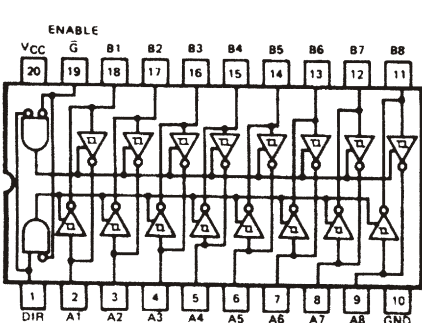 ENABLE
VCC G̅ B1 B2 B3 B4 B5 B6 B7 B8
20 19 18 17 16 15 14 13 12 11
1 2 3 4 5 6 7 8 9 10
DIR A1 A2 A3 A4 A5 A6 A7 A8 GND